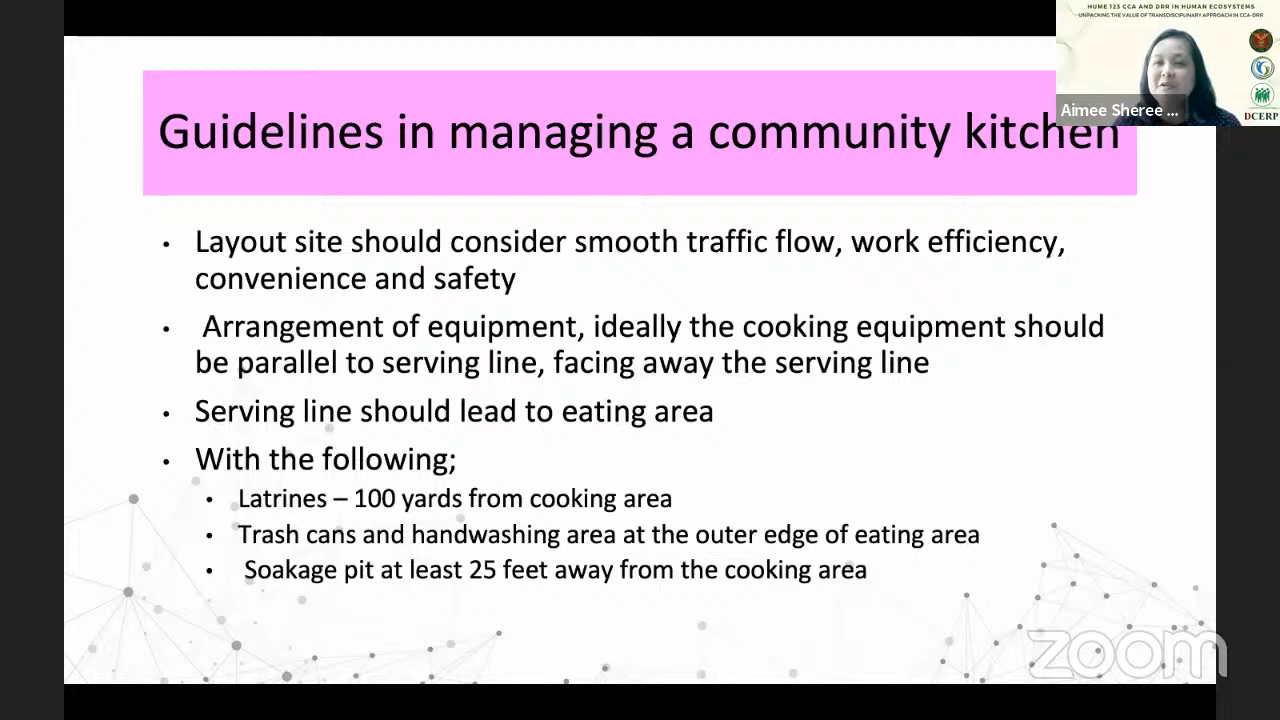 HUME 123 CCA AND DRR IN HUMAN ECOSYSTEMS
UNPACKING THE VALUE OF TRANSDISCIPLINARY APPROACH IN CCA-DRR
Aimee Sheree ...
DCERP
Guidelines in managing a community kitchen
• Layout site should consider smooth traffic flow, work efficiency,
convenience and safety
• Arrangement of equipment, ideally the cooking equipment should
be parallel to serving line, facing away the serving line
• Serving line should lead to eating area
• With the following;
• Latrines – 100 yards from cooking area
• Trash cans and handwashing area at the outer edge of eating area
• Soakage pit at least 25 feet away from the cooking area
zoom